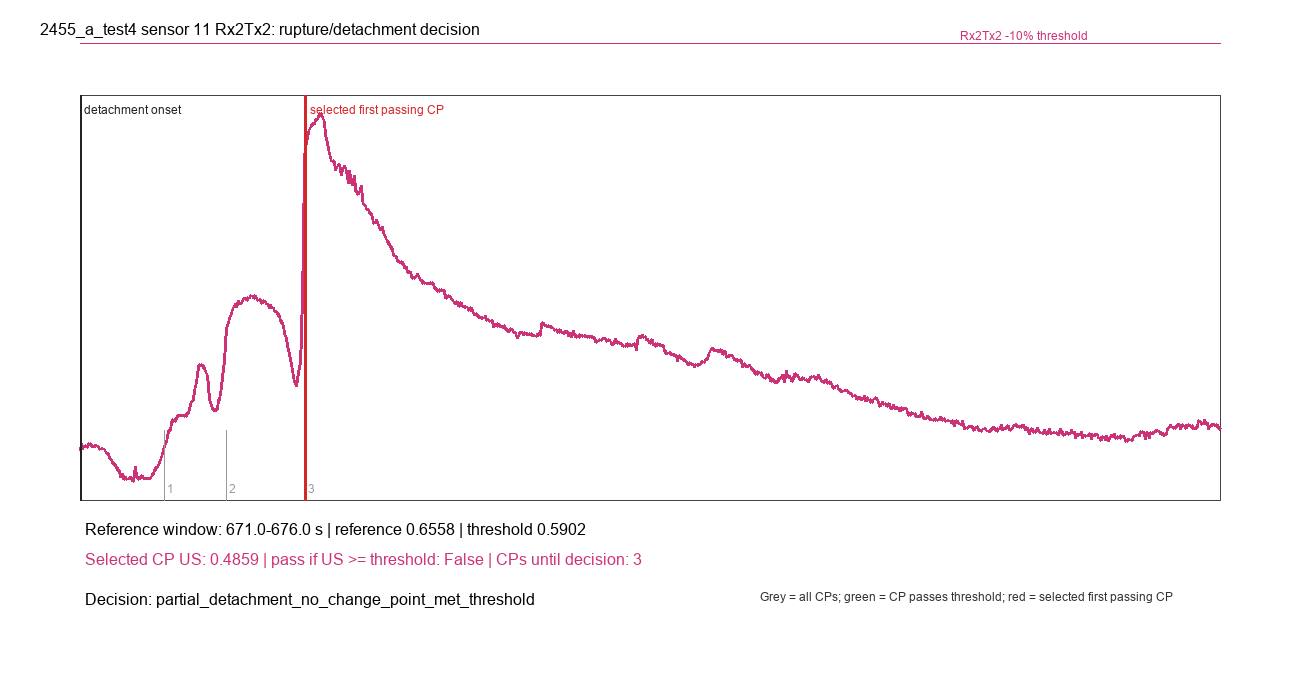 2455_a_test4 sensor 11 Rx2Tx2: rupture/detachment decision
Rx2Tx2 -10% threshold
detachment onset
selected first passing CP
1
2
3
Reference window: 671.0-676.0 s | reference 0.6558 | threshold 0.5902
Selected CP US: 0.4859 | pass if US >= threshold: False | CPs until decision: 3
Decision: partial_detachment_no_change_point_met_threshold
Grey = all CPs; green = CP passes threshold; red = selected first passing CP